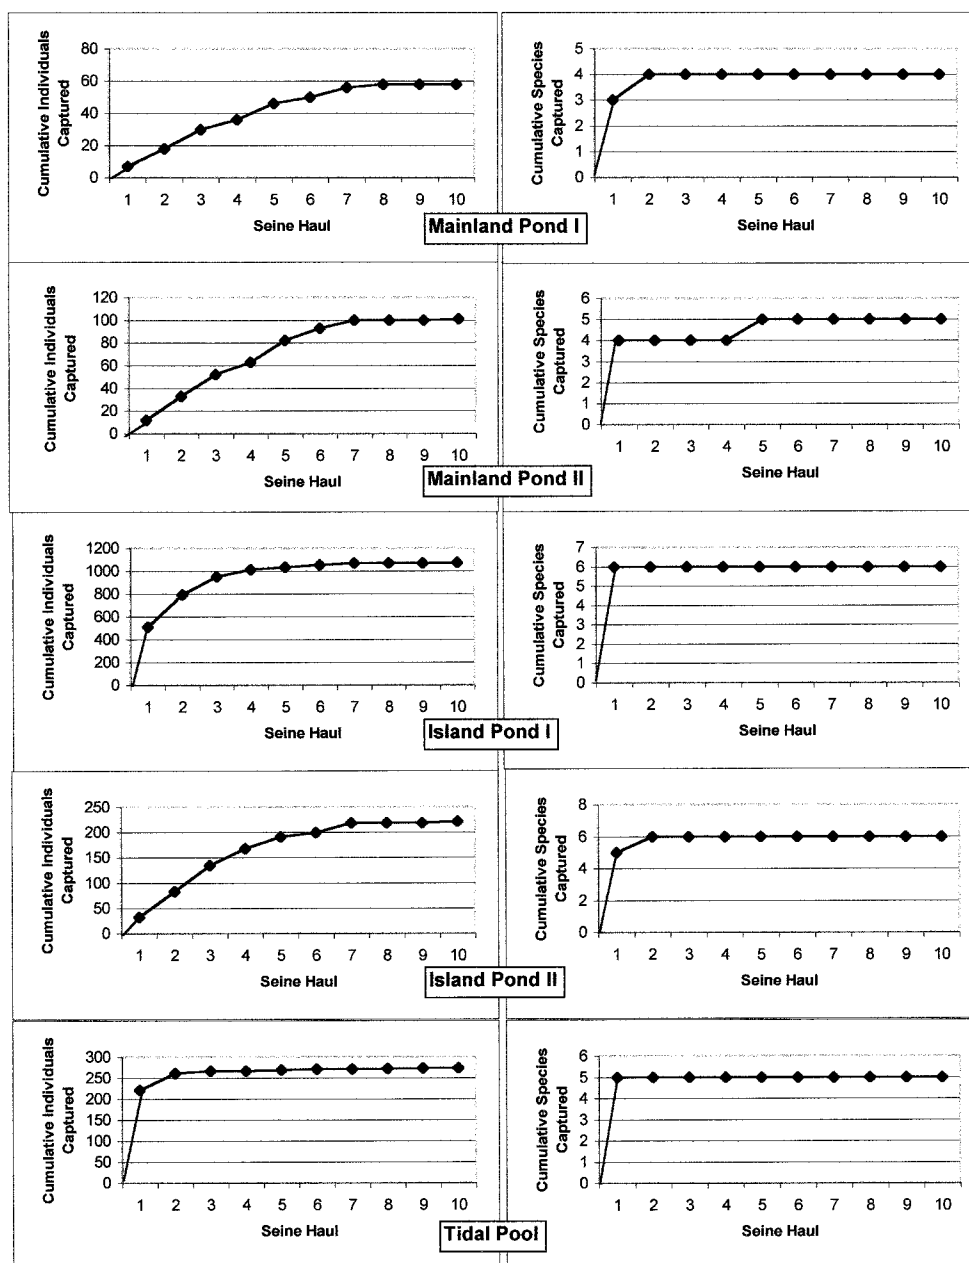 Cumulative Individuals
Captured
80
60
40
20
0
1 2 3 4 5 6 7 8 9 10
Seine Haul
Cumulative Species
Captured
5
4
3
2
1
0
1 2 3 4 5 6 7 8 9 10
Seine Haul
Mainland Pond I
Cumulative Individuals
Captured
120
100
80
60
40
20
0
1 2 3 4 5 6 7 8 9 10
Seine Haul
Cumulative Species
Captured
6
5
4
3
2
1
0
1 2 3 4 5 6 7 8 9 10
Seine Haul
Mainland Pond II
Cumulative Individuals
Captured
1200
1000
800
600
400
200
0
1 2 3 4 5 6 7 8 9 10
Seine Haul
Cumulative Species
Captured
7
6
5
4
3
2
1
0
1 2 3 4 5 6 7 8 9 10
Seine Haul
Island Pond I
Cumulative Individuals
Captured
250
200
150
100
50
0
1 2 3 4 5 6 7 8 9 10
Seine Haul
Cumulative Species
Captured
8
6
4
2
0
1 2 3 4 5 6 7 8 9 10
Seine Haul
Island Pond II
Cumulative Individuals
Captured
300
250
200
150
100
50
0
1 2 3 4 5 6 7 8 9 10
Seine Haul
Cumulative Species
Captured
6
5
4
3
2
1
0
1 2 3 4 5 6 7 8 9 10
Seine Haul
Tidal Pool